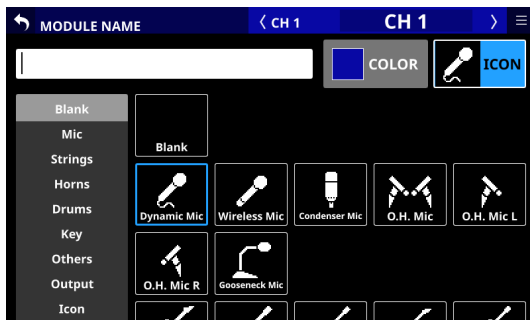 MODULE NAME
CH 1
CH 1
COLOR
ICON
Blank
Mic
Strings
Horns
Drums
Key
Others
Output
Icon
Blank
Dynamic Mic
Wireless Mic
Condenser Mic
O.H. Mic
O.H. Mic L
O.H. Mic R
Gooseneck Mic